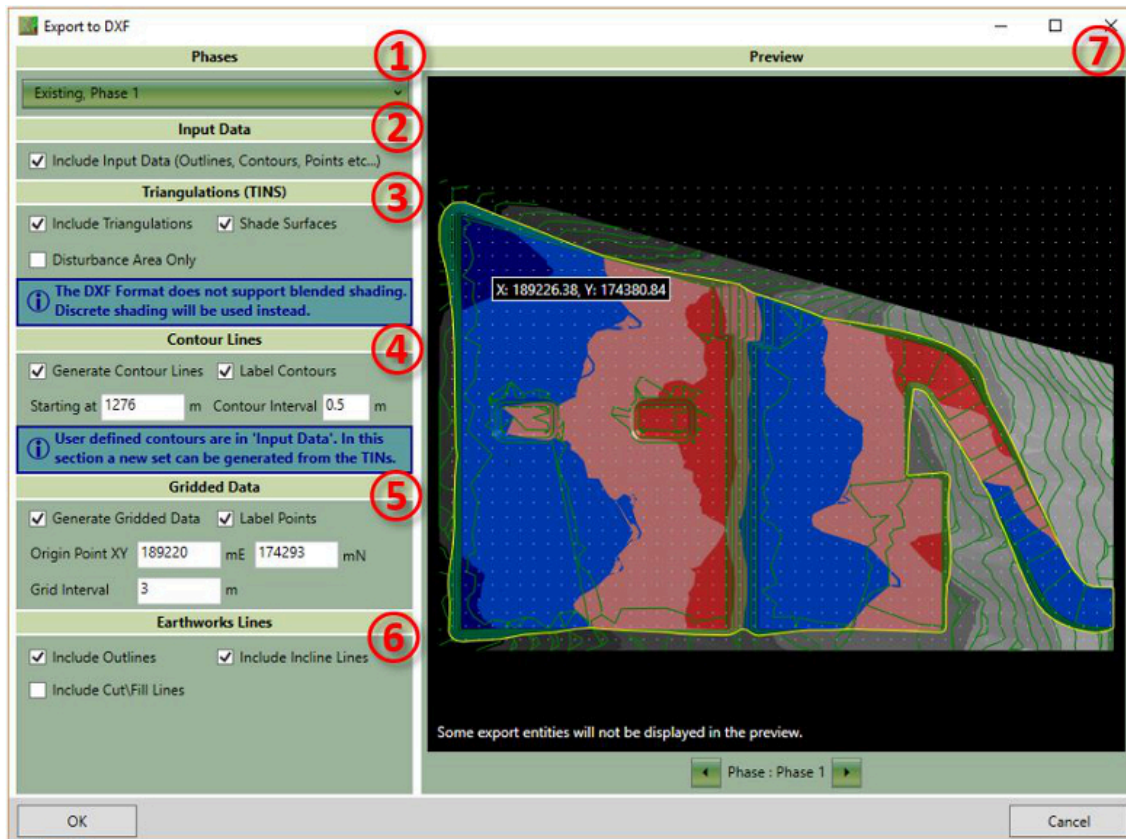 Export to DXF
Phases
1
Existing, Phase 1
Input Data
2
Include Input Data (Outlines, Contours, Points etc...)
Triangulations (TINS)
3
Include Triangulations Shade Surfaces
Disturbance Area Only
The DXF Format does not support blended shading.
Discrete shading will be used instead.
Contour Lines
4
Generate Contour Lines Label Contours
Starting at 1276 m Contour Interval 0.5 m
User defined contours are in 'Input Data'. In this
section a new set can be generated from the TINs.
Gridded Data
5
Generate Gridded Data Label Points
Origin Point XY 189220 mE 174293 mN
Grid Interval 3 m
Earthworks Lines
6
Include Outlines Include Incline Lines
Include Cut\Fill Lines
Preview
7
X: 189226.38, Y: 174380.84
Some export entities will not be displayed in the preview.
Phase : Phase 1
OK
Cancel